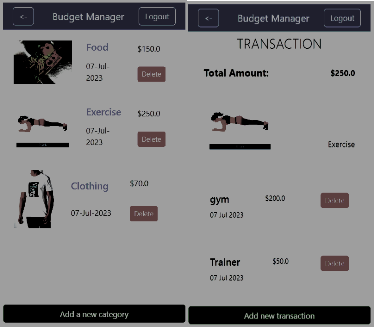 <- Budget Manager Logout
Food $150.0
07-Jul-
2023
Delete
Exercise $250.0
07-Jul-
2023
Delete
Clothing $70.0
07-Jul-2023 Delete
Add a new category
<- Budget Manager Logout
TRANSACTION
Total Amount: $250.0
Exercise
gym $200.0 Delete
07 Jul 2023
Trainer $50.0 Delete
07 Jul 2023
Add new transaction